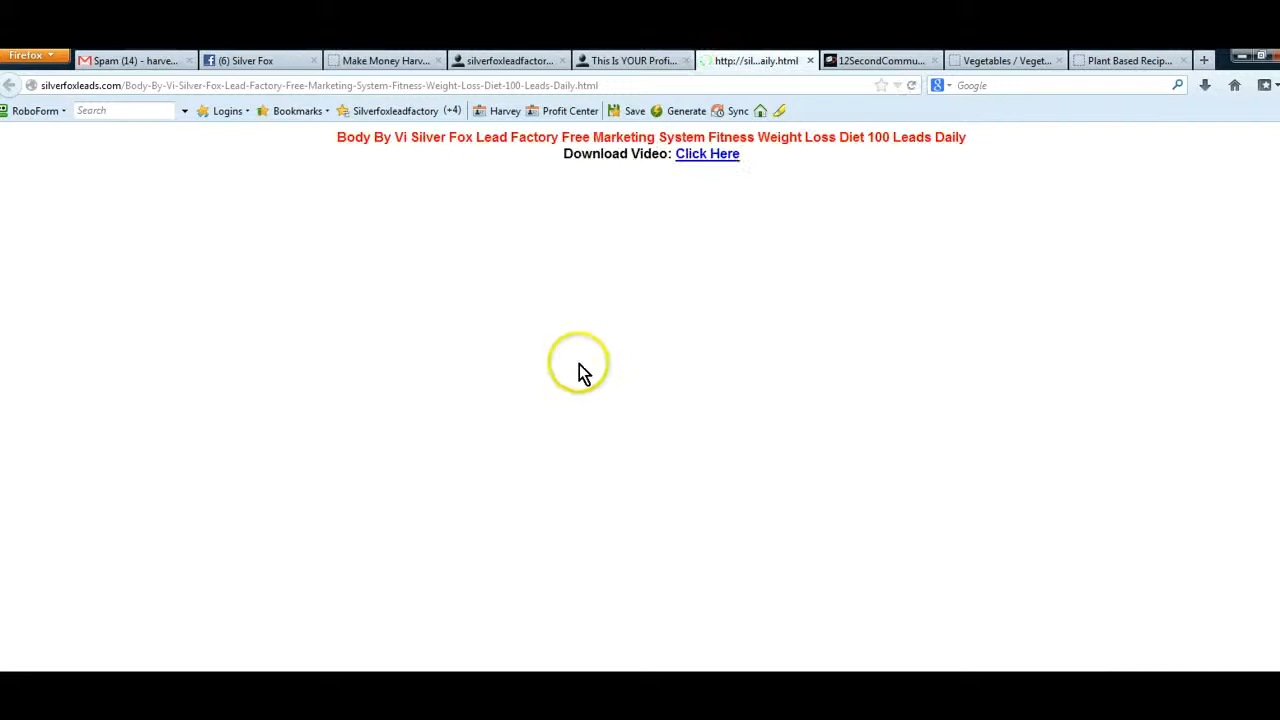 Firefox
Spam (14) - harve... (6) Silver Fox Make Money Harv... silverfoxleadfactor... This Is YOUR Profi... http://sil...aily.html 12SecondCommu... Vegetables / Veget... Plant Based Recip...
silverfoxleads.com/Body-By-Vi-Silver-Fox-Lead-Factory-Free-Marketing-System-Fitness-Weight-Loss-Diet-100-Leads-Daily.html Google
RoboForm Search Logins Bookmarks Silverfoxleadfactory (+4) Harvey Profit Center Save Generate Sync
Body By Vi Silver Fox Lead Factory Free Marketing System Fitness Weight Loss Diet 100 Leads Daily
Download Video: Click Here